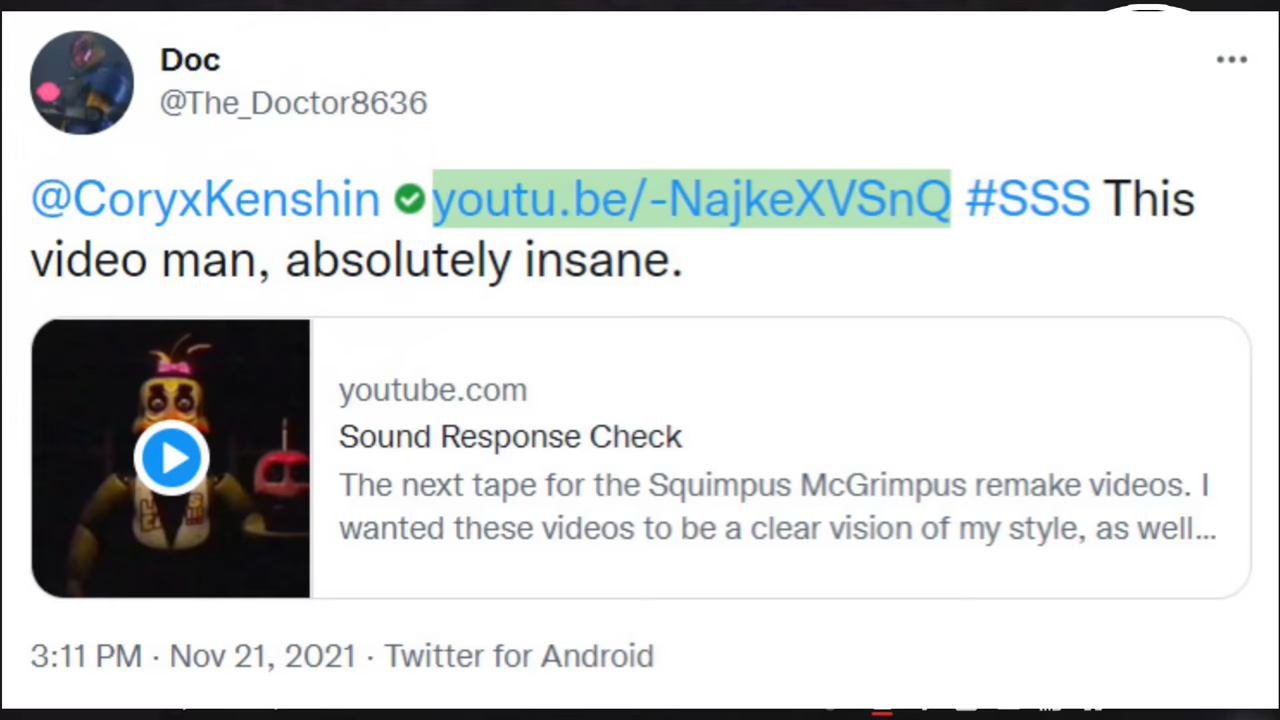 Doc
@The_Doctor8636
@CoryxKenshin youtu.be/-NajkeXVSnQ #SSS This
video man, absolutely insane.
youtube.com
Sound Response Check
The next tape for the Squimpus McGrimpus remake videos. I
wanted these videos to be a clear vision of my style, as well...
3:11 PM · Nov 21, 2021 · Twitter for Android